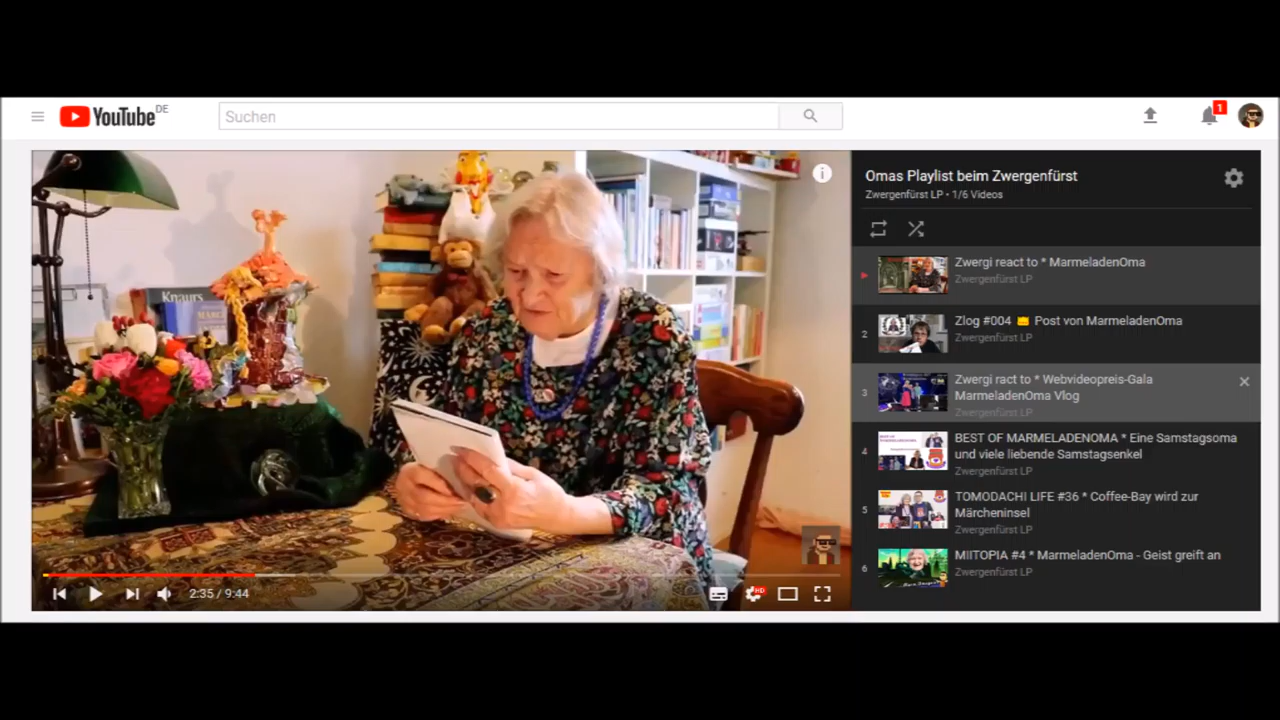 YouTube DE
Suchen
1
Knaurs
Omas Playlist beim Zwergenfürst
Zwergenfürst LP • 1/6 Videos
Zwergi react to * MarmeladenOma
Zwergenfürst LP
2
Zlog #004 Post von MarmeladenOma
Zwergenfürst LP
3
Zwergi ract to * Webvideopreis-Gala
MarmeladenOma Vlog
Zwergenfürst LP
4
BEST OF MARMELADENOMA * Eine Samstagsoma
und viele liebende Samstagsenkel
Zwergenfürst LP
5
TOMODACHI LIFE #36 * Coffee-Bay wird zur
Märcheninsel
Zwergenfürst LP
6
MIITOPIA #4 * MarmeladenOma - Geist greift an
Zwergenfürst LP
2:35 / 9:44
HD